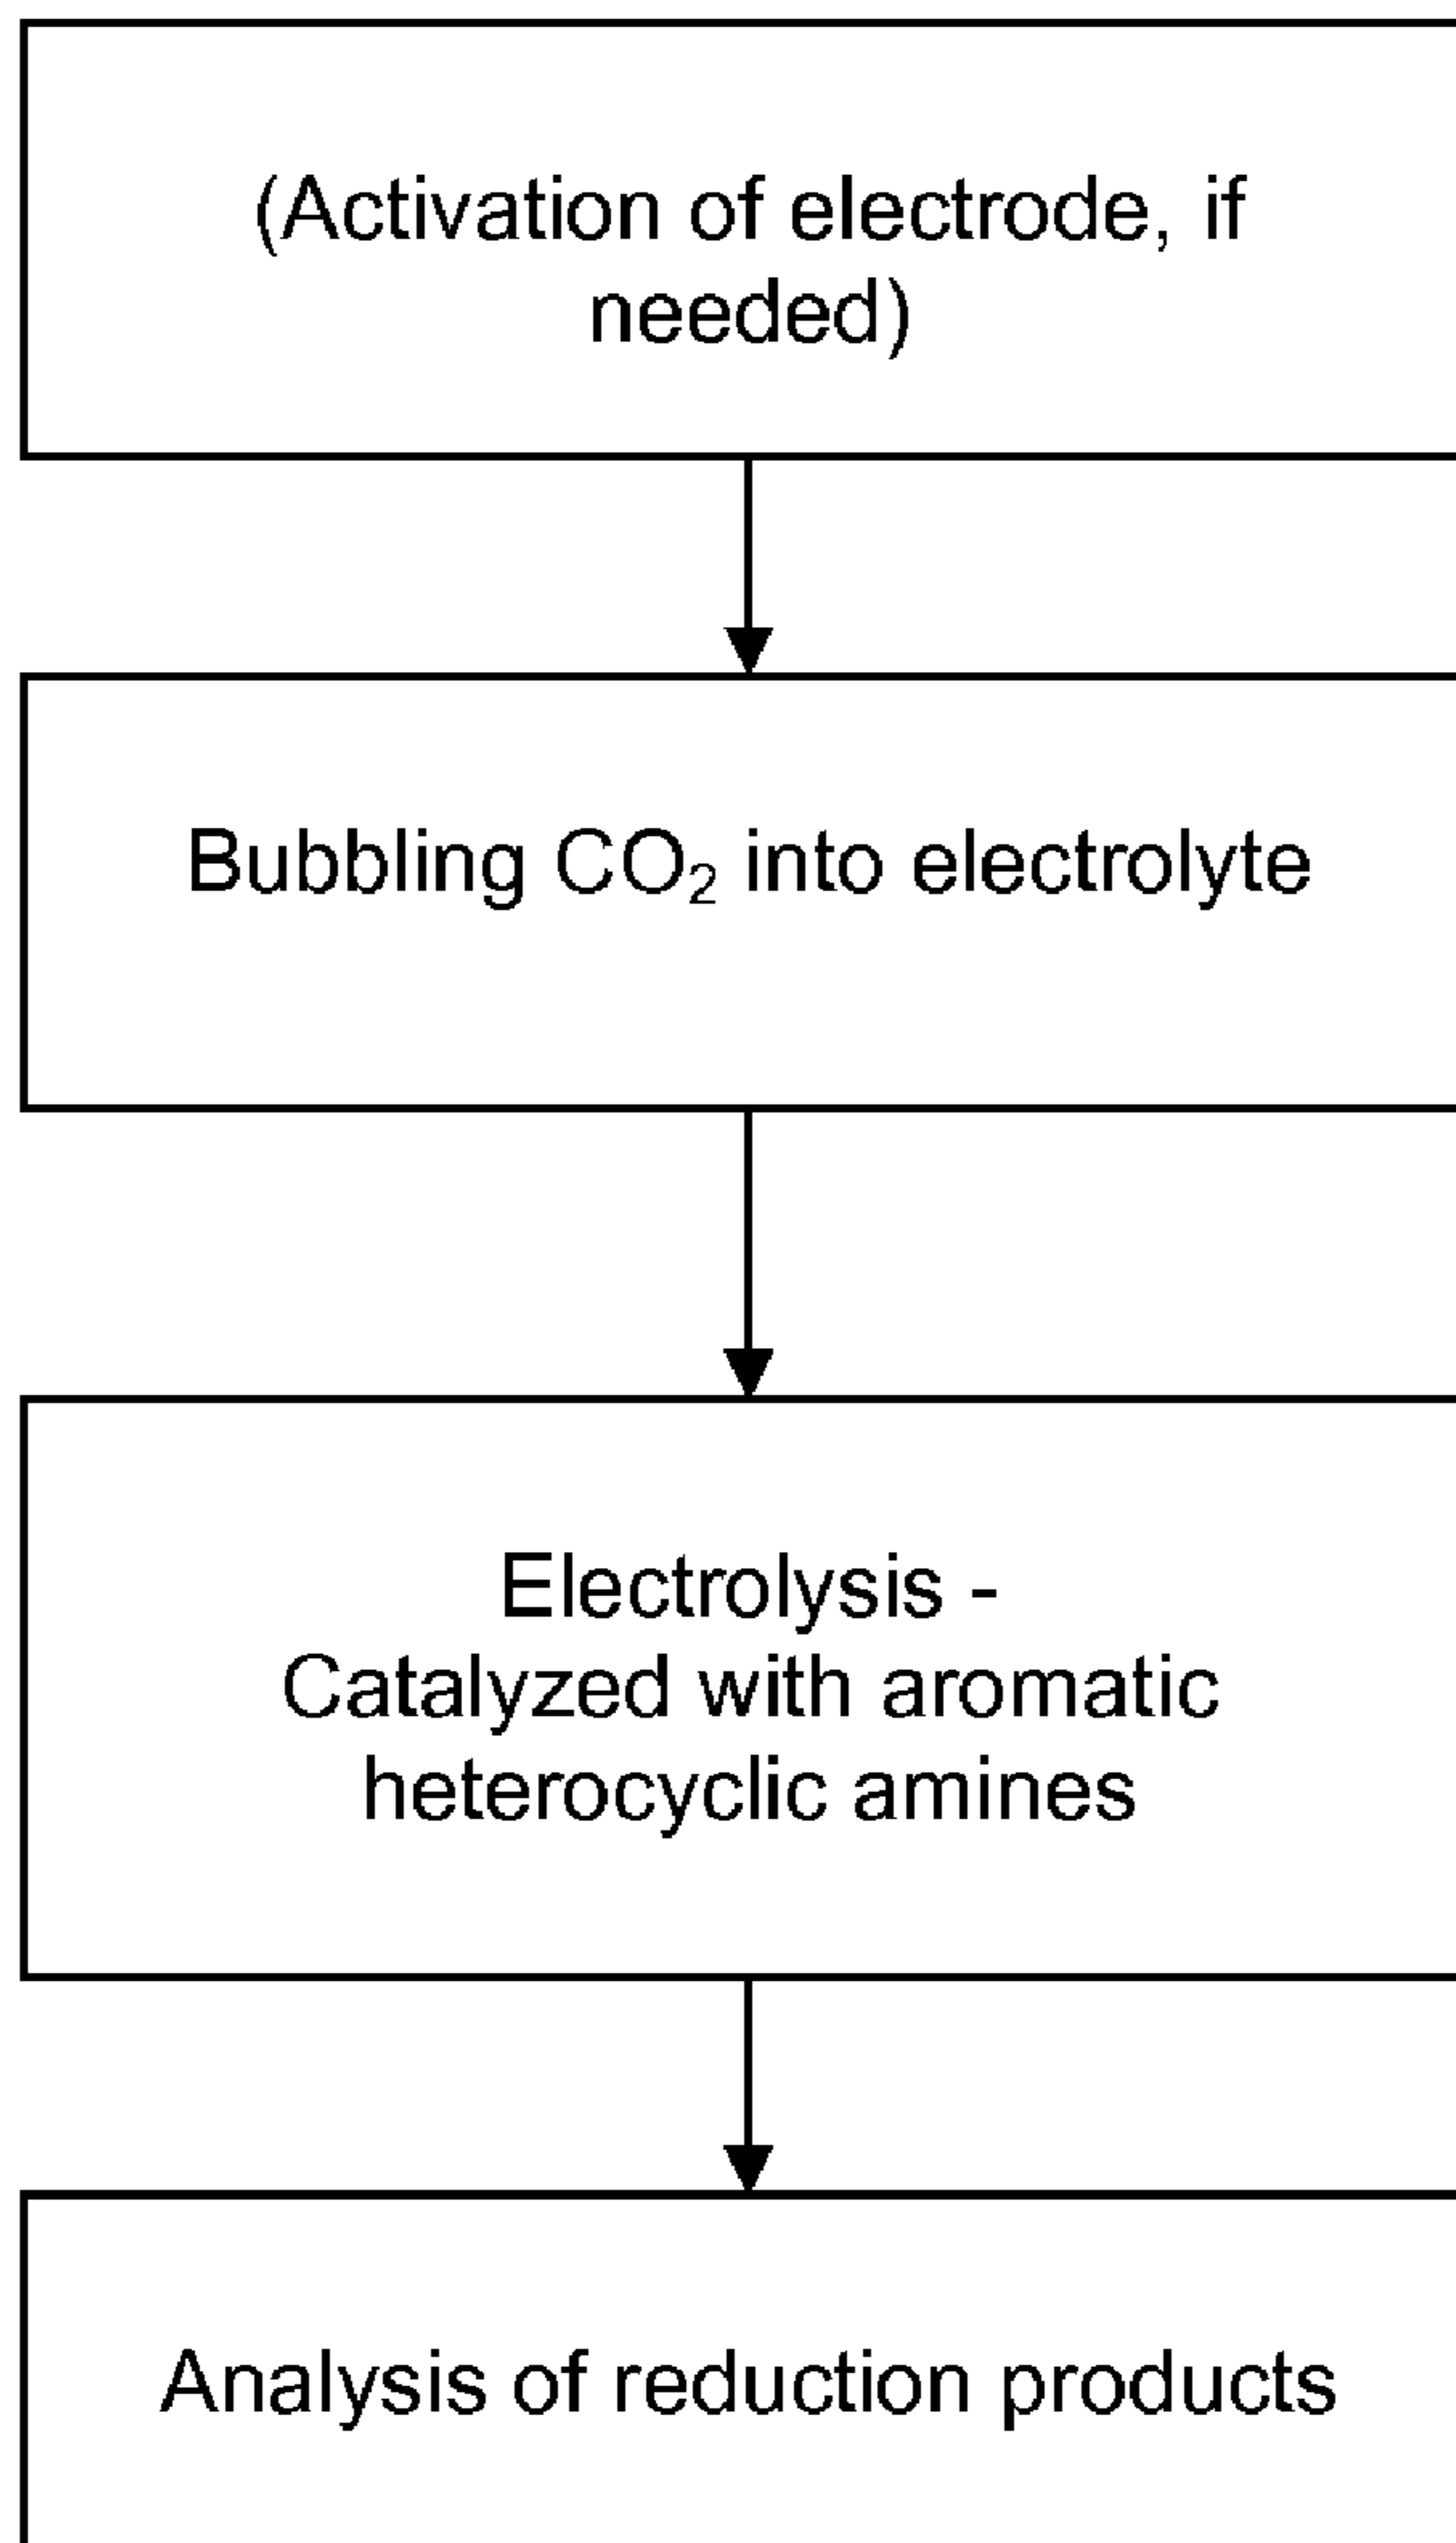 (Activation of electrode, if
needed)
Bubbling CO₂ into electrolyte
Electrolysis -
Catalyzed with aromatic
heterocyclic amines
Analysis of reduction products